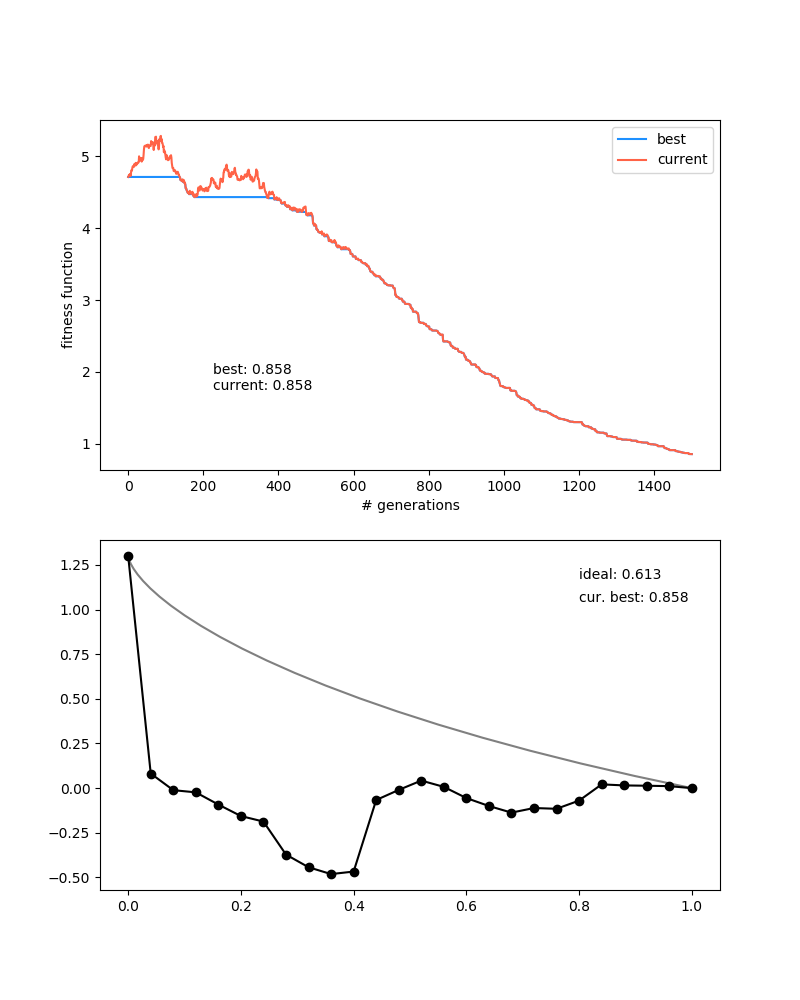 5
4
3
2
1
fitness function
best
current
best: 0.858
current: 0.858
0 200 400 600 800 1000 1200 1400
# generations
1.25
1.00
0.75
0.50
0.25
0.00
−0.25
−0.50
ideal: 0.613
cur. best: 0.858
0.0 0.2 0.4 0.6 0.8 1.0